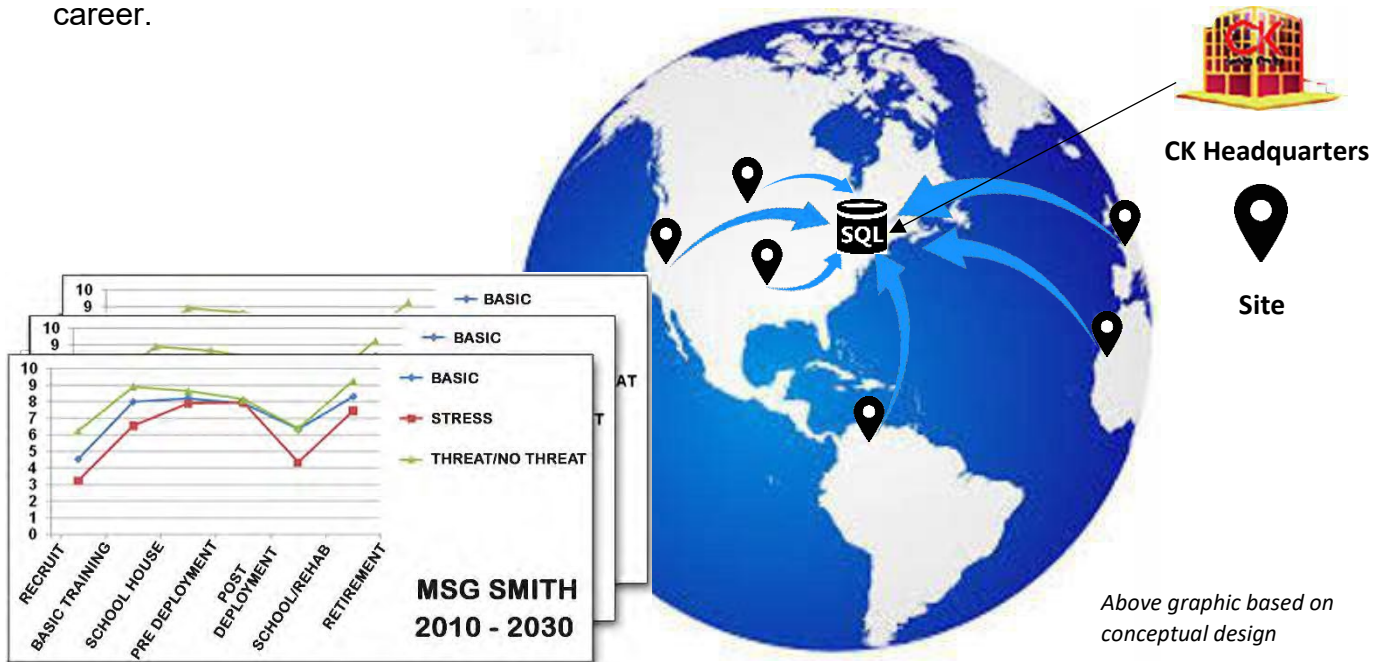 career.
CK
CK Headquarters
SQL
Site
10
9
BASIC
10
9
BASIC
AT
T
10
9
8
7
6
5
4
3
2
1
0
BASIC
STRESS
THREAT/NO THREAT
RECRUIT
BASIC TRAINING
SCHOOL HOUSE
PRE DEPLOYMENT
POST
DEPLOYMENT
SCHOOL/REHAB
RETIREMENT
MSG SMITH
2010 - 2030
Above graphic based on
conceptual design